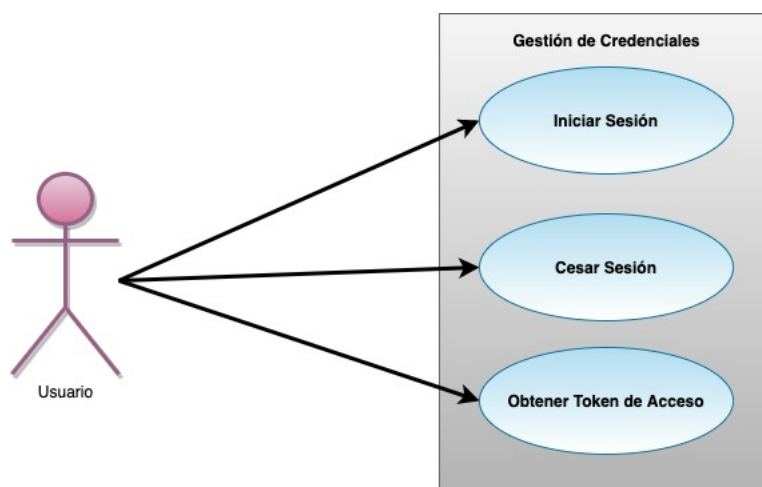 Gestión de Credenciales
Iniciar Sesión
Cesar Sesión
Obtener Token de Acceso
Usuario